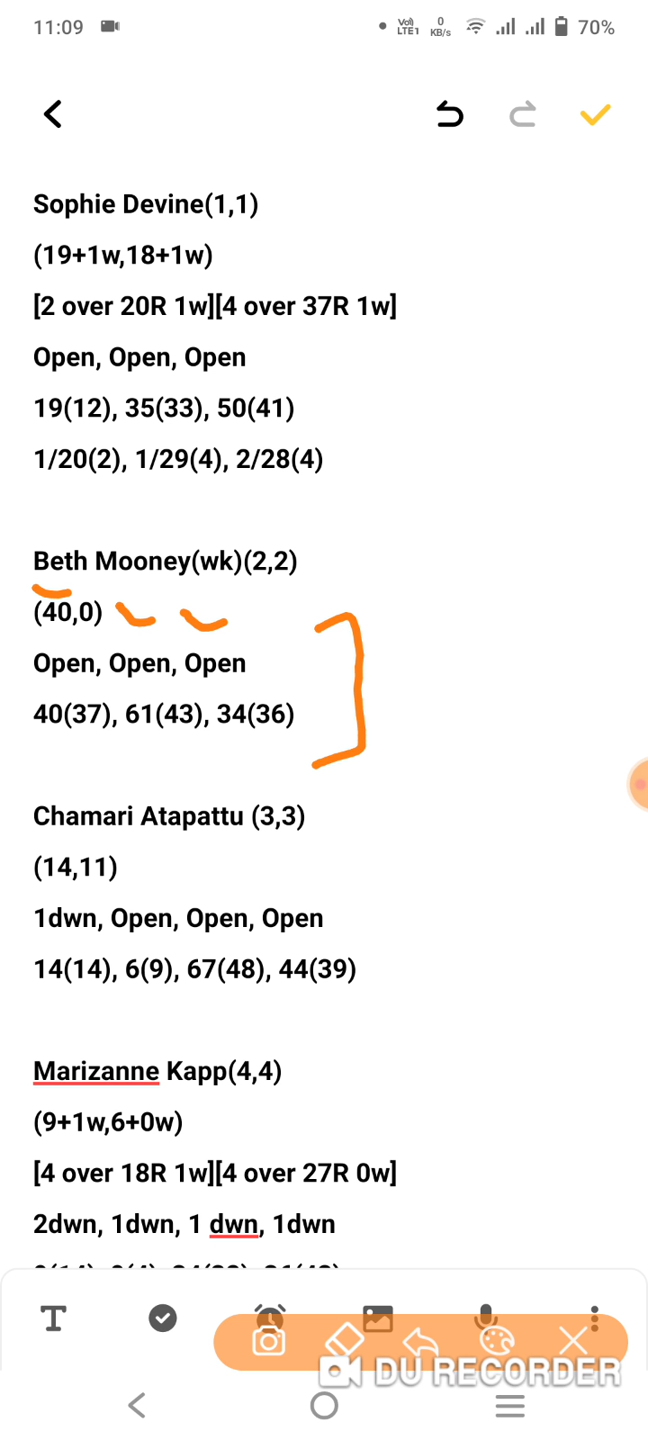 11:09
Vo) LTE1 0 KB/s 70%
Sophie Devine(1,1)
(19+1w,18+1w)
[2 over 20R 1w][4 over 37R 1w]
Open, Open, Open
19(12), 35(33), 50(41)
1/20(2), 1/29(4), 2/28(4)
Beth Mooney(wk)(2,2)
(40,0)
Open, Open, Open
40(37), 61(43), 34(36)
Chamari Atapattu (3,3)
(14,11)
1dwn, Open, Open, Open
14(14), 6(9), 67(48), 44(39)
Marizanne Kapp(4,4)
(9+1w,6+0w)
[4 over 18R 1w][4 over 27R 0w]
2dwn, 1dwn, 1 dwn, 1dwn
T
DU RECORDER